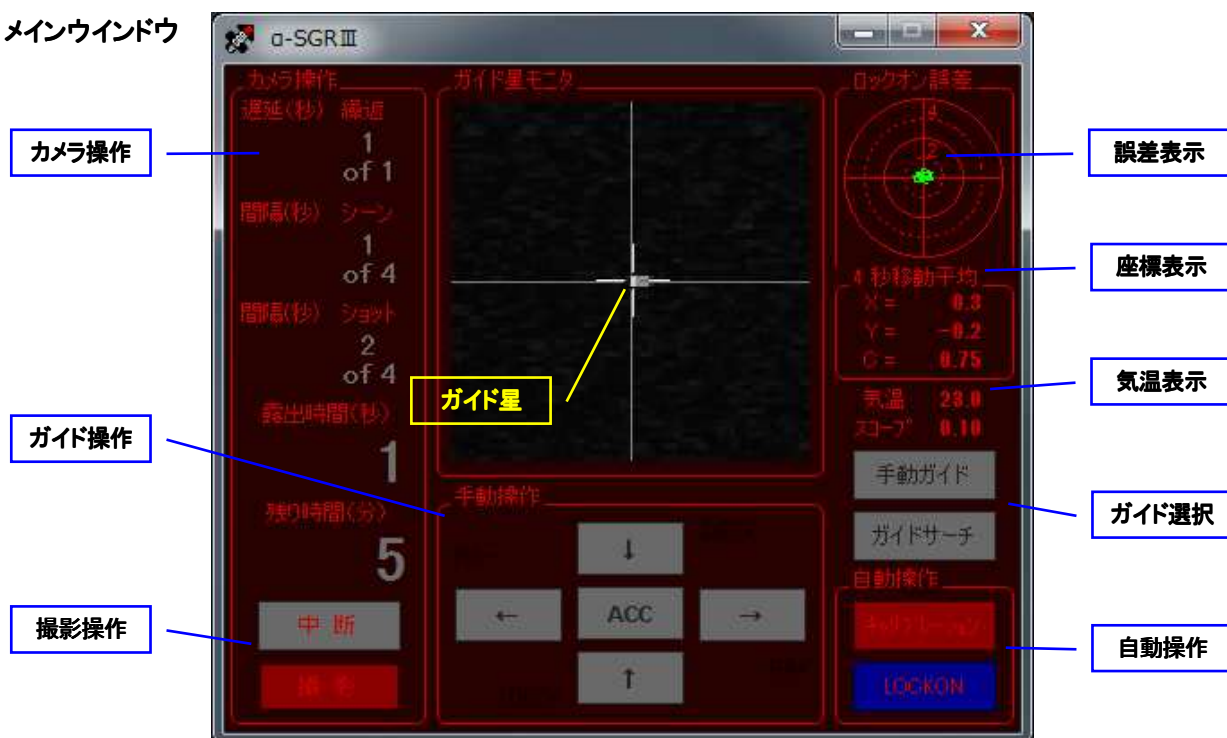 メインウインドウ
α-SGRⅢ
カメラ操作
遅延(秒) 繰返
1
of 1
間隔(秒) シーン
1
of 4
間隔(秒) ショット
2
of 4
露出時間(秒)
1
残り時間(分)
5
中 断
撮 影
ガイド星モニタ
ガイド星
手動操作
↓
←
ACC
→
↑
ロックオン誤差
4
2
4 秒移動平均
X = 0.3
Y = -0.2
C = 0.75
気温 23.0
スコープ 0.10
手動ガイド
ガイドサーチ
自動操作
キャリブレーション
LOCKON
カメラ操作
ガイド操作
撮影操作
誤差表示
座標表示
気温表示
ガイド選択
自動操作